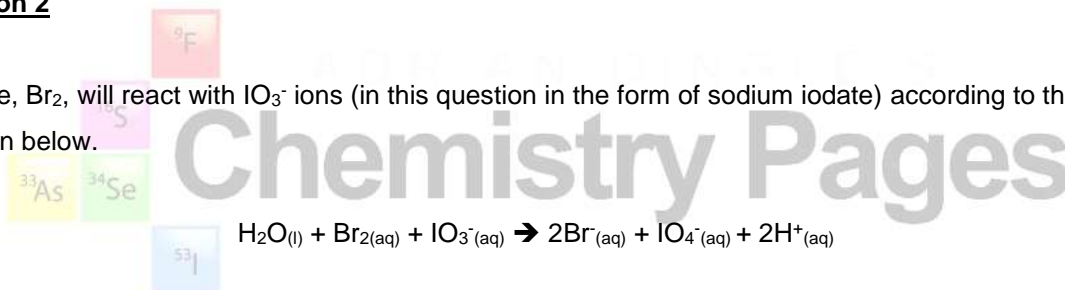 on 2
⁹F
ADRIAN DINGLE'S
e, Br₂, will react with IO₃⁻ ions (in this question in the form of sodium iodate) according to th
¹⁶S
Chemistry Pages
n below.
³³As ³⁴Se
H₂O₍ₗ₎ + Br₂₍ₐq₎ + IO₃⁻₍ₐq₎ ➔ 2Br⁻₍ₐq₎ + IO₄⁻₍ₐq₎ + 2H⁺₍ₐq₎
⁵³I